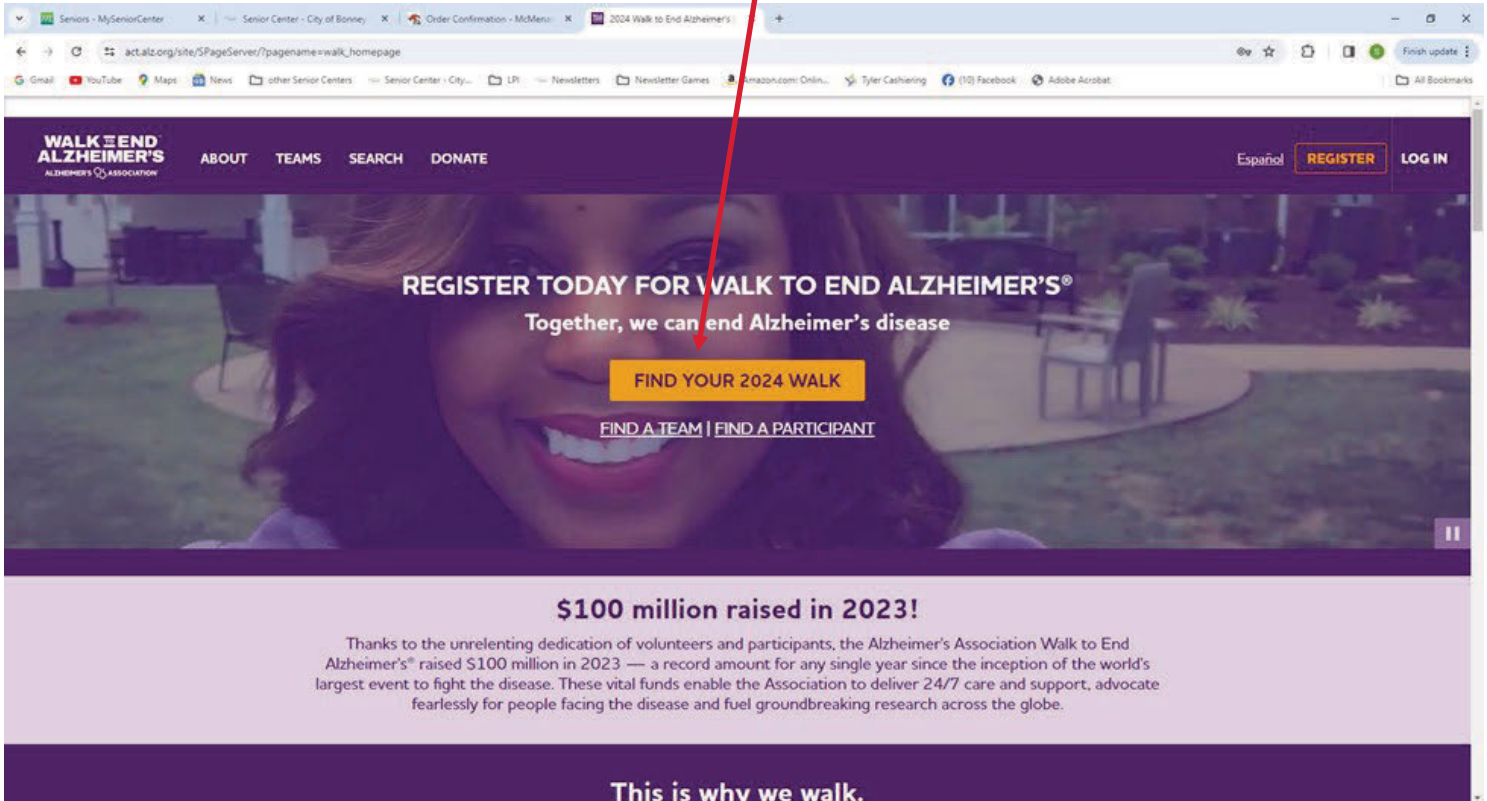 Seniors - MySeniorCenter
Senior Center - City of Bonney
Order Confirmation - McMena
2024 Walk to End Alzheimer's
act.alz.org/site/SPageServer/?pagename=walk_homepage
Finish update
Gmail YouTube Maps News other Senior Centers Senior Center - City... LPI Newsletters Newsletter Games Amazon.com: Onlin... Tyler Cashiering (10) Facebook Adobe Acrobat All Bookmarks
WALK TO END
ALZHEIMER'S
ALZHEIMER'S ASSOCIATION
ABOUT TEAMS SEARCH DONATE Español REGISTER LOG IN
REGISTER TODAY FOR WALK TO END ALZHEIMER'S®
Together, we can end Alzheimer's disease
FIND YOUR 2024 WALK
FIND A TEAM | FIND A PARTICIPANT
$100 million raised in 2023!
Thanks to the unrelenting dedication of volunteers and participants, the Alzheimer's Association Walk to End
Alzheimer's® raised $100 million in 2023 — a record amount for any single year since the inception of the world's
largest event to fight the disease. These vital funds enable the Association to deliver 24/7 care and support, advocate
fearlessly for people facing the disease and fuel groundbreaking research across the globe.
This is why we walk.